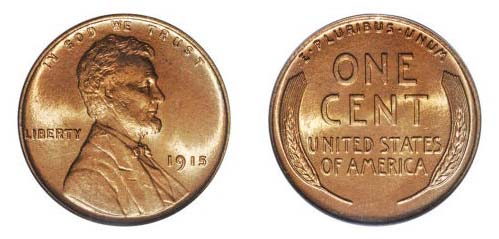 IN GOD WE TRUST
LIBERTY
1915
E·PLURIBUS·UNUM
ONE
CENT
UNITED STATES
OF AMERICA